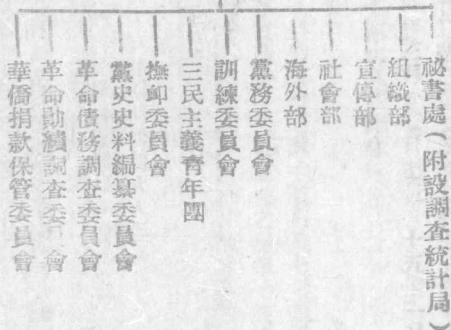 祕書處(附設調查統計局)
組織部
宣傳部
社會部
海外部
黨務委員會
訓練委員會
三民主義青年團
撫卹委員會
黨史史料編纂委員會
革命債務調查委員會
革命勛績調查委員會
華僑捐款保管委員會